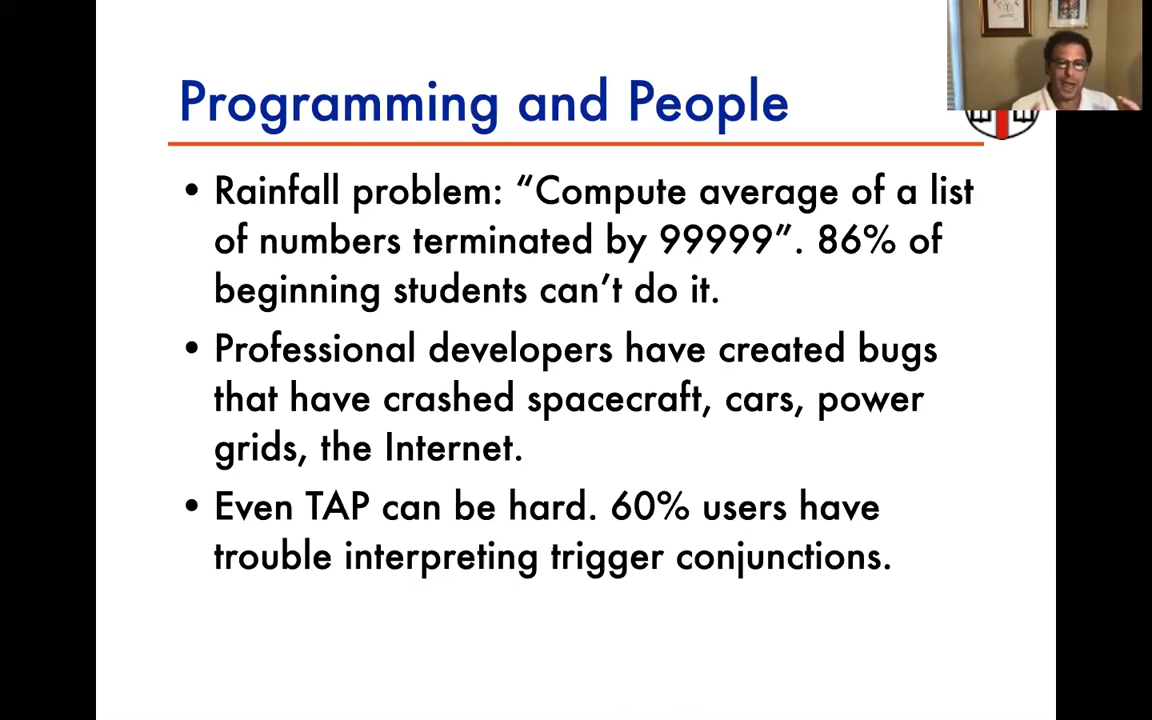 Programming and People
• Rainfall problem: “Compute average of a list
of numbers terminated by 99999”. 86% of
beginning students can’t do it.
• Professional developers have created bugs
that have crashed spacecraft, cars, power
grids, the Internet.
• Even TAP can be hard. 60% users have
trouble interpreting trigger conjunctions.